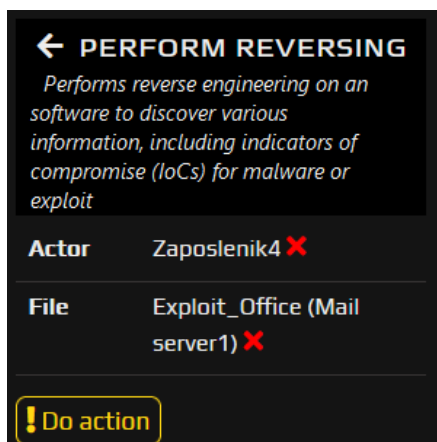 ← PERFORM REVERSING
Performs reverse engineering on an
software to discover various
information, including indicators of
compromise (IoCs) for malware or
exploit
Actor Zaposlenik4 ❌
File Exploit_Office (Mail
server1) ❌
! Do action